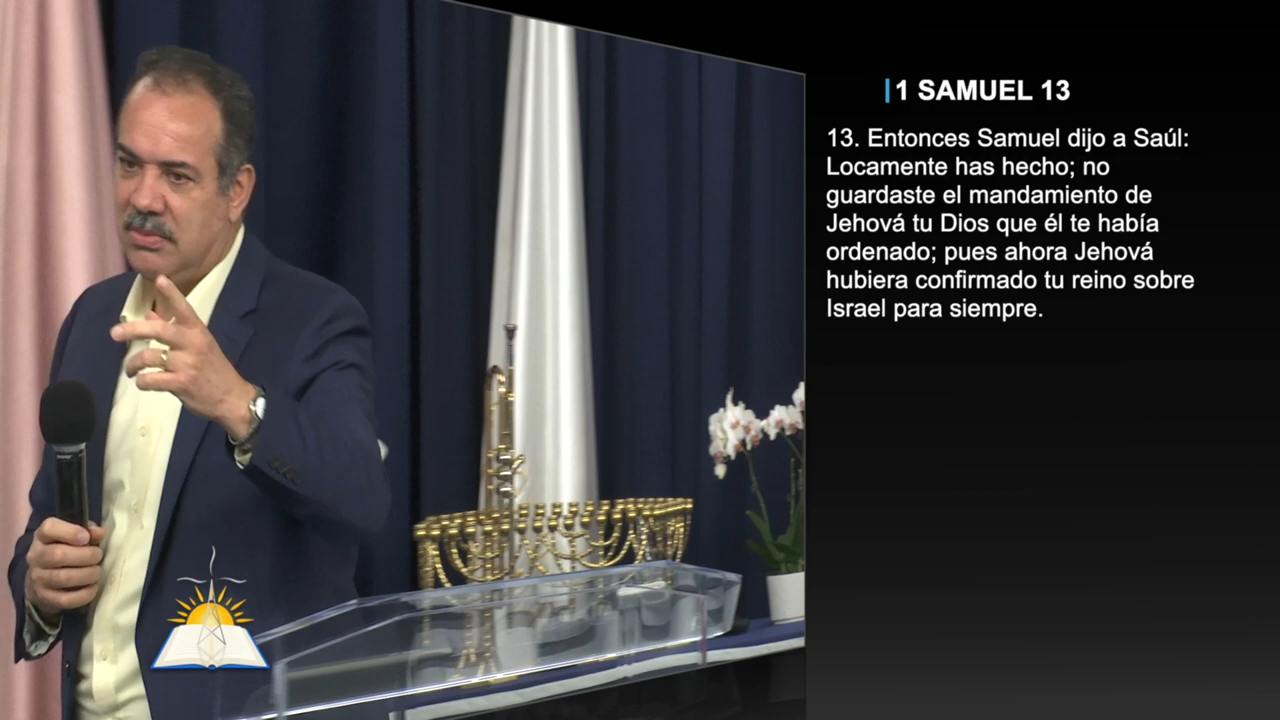 1 SAMUEL 13
13. Entonces Samuel dijo a Saúl:
Locamente has hecho; no
guardaste el mandamiento de
Jehová tu Dios que él te había
ordenado; pues ahora Jehová
hubiera confirmado tu reino sobre
Israel para siempre.